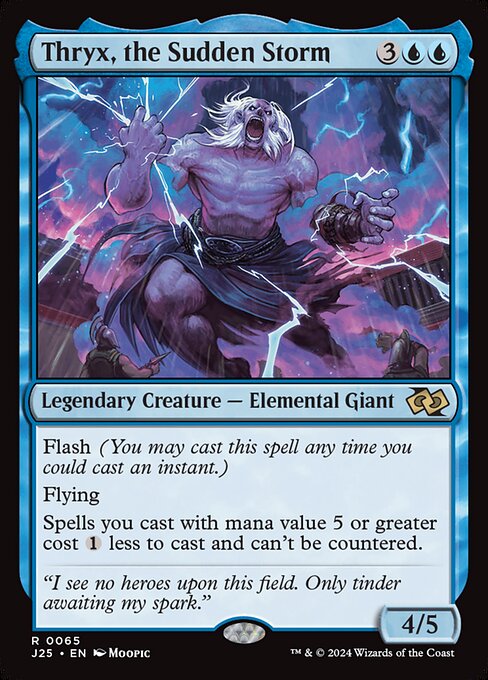 Thryx, the Sudden Storm 3
Legendary Creature — Elemental Giant
Flash (You may cast this spell any time you
could cast an instant.)
Flying
Spells you cast with mana value 5 or greater
cost 1 less to cast and can't be countered.
“I see no heroes upon this field. Only tinder
awaiting my spark.”
4/5
R 0065
J25 • EN Moopic
™ & © 2024 Wizards of the Coast